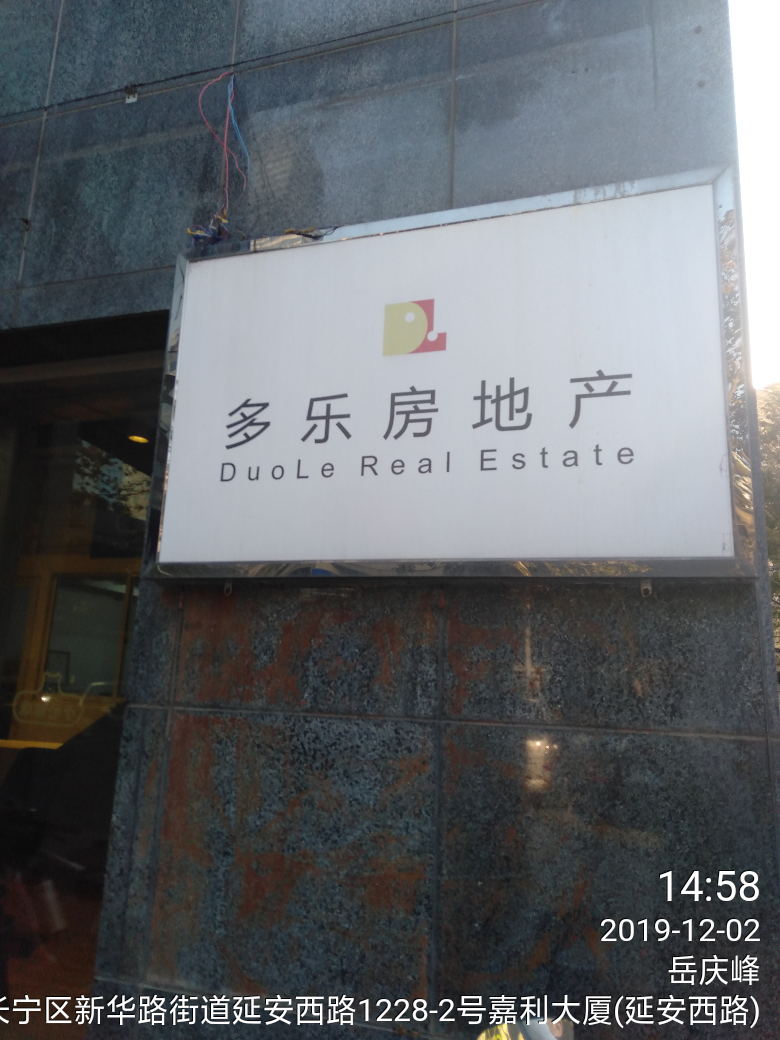 多乐房地产
DuoLe Real Estate
14:58
2019-12-02
岳庆峰
长宁区新华路街道延安西路1228-2号嘉利大厦(延安西路)